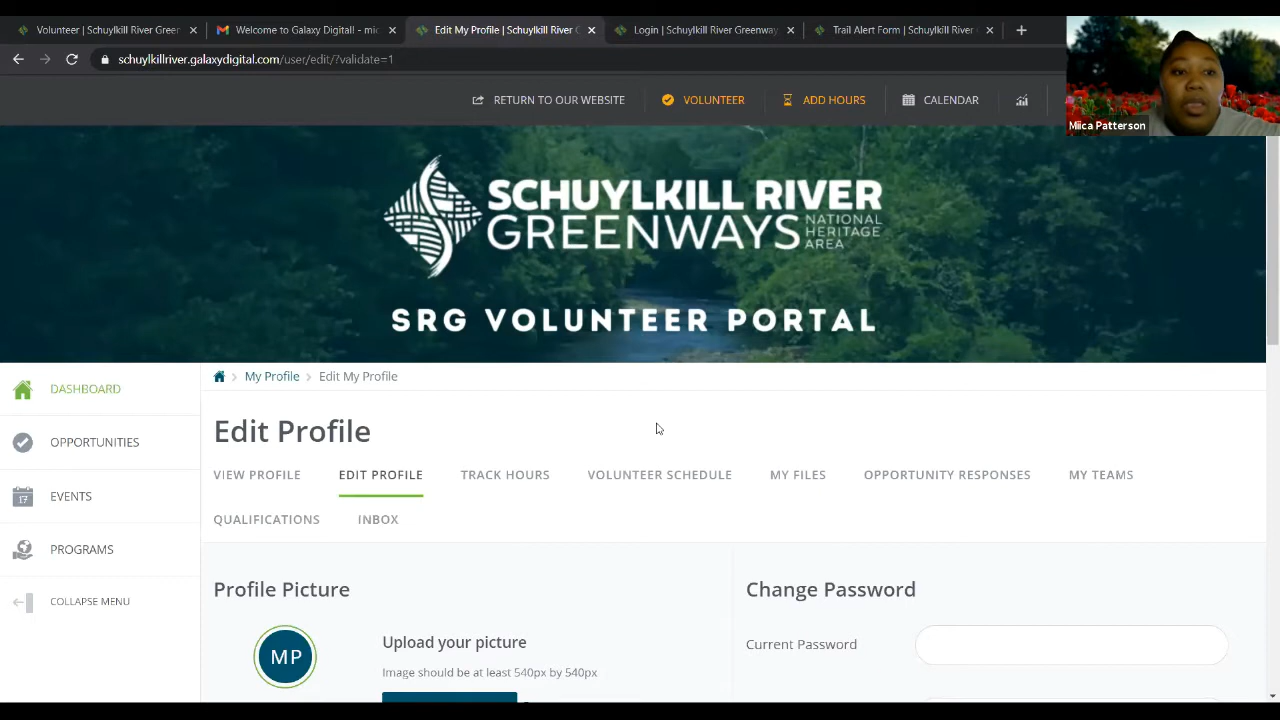 Volunteer | Schuylkill River Green
Welcome to Galaxy Digital! - mi
Edit My Profile | Schuylkill River G
Login | Schuylkill River Greenway
Trail Alert Form | Schuylkill River
schuylkillriver.galaxydigital.com/user/edit/?validate=1
RETURN TO OUR WEBSITE
VOLUNTEER
ADD HOURS
CALENDAR
Miica Patterson
SCHUYLKILL RIVER
GREENWAYS NATIONAL HERITAGE AREA
SRG VOLUNTEER PORTAL
DASHBOARD
OPPORTUNITIES
17 EVENTS
PROGRAMS
COLLAPSE MENU
My Profile > Edit My Profile
Edit Profile
VIEW PROFILE
EDIT PROFILE
TRACK HOURS
VOLUNTEER SCHEDULE
MY FILES
OPPORTUNITY RESPONSES
MY TEAMS
QUALIFICATIONS
INBOX
Profile Picture
MP
Upload your picture
Image should be at least 540px by 540px
Change Password
Current Password